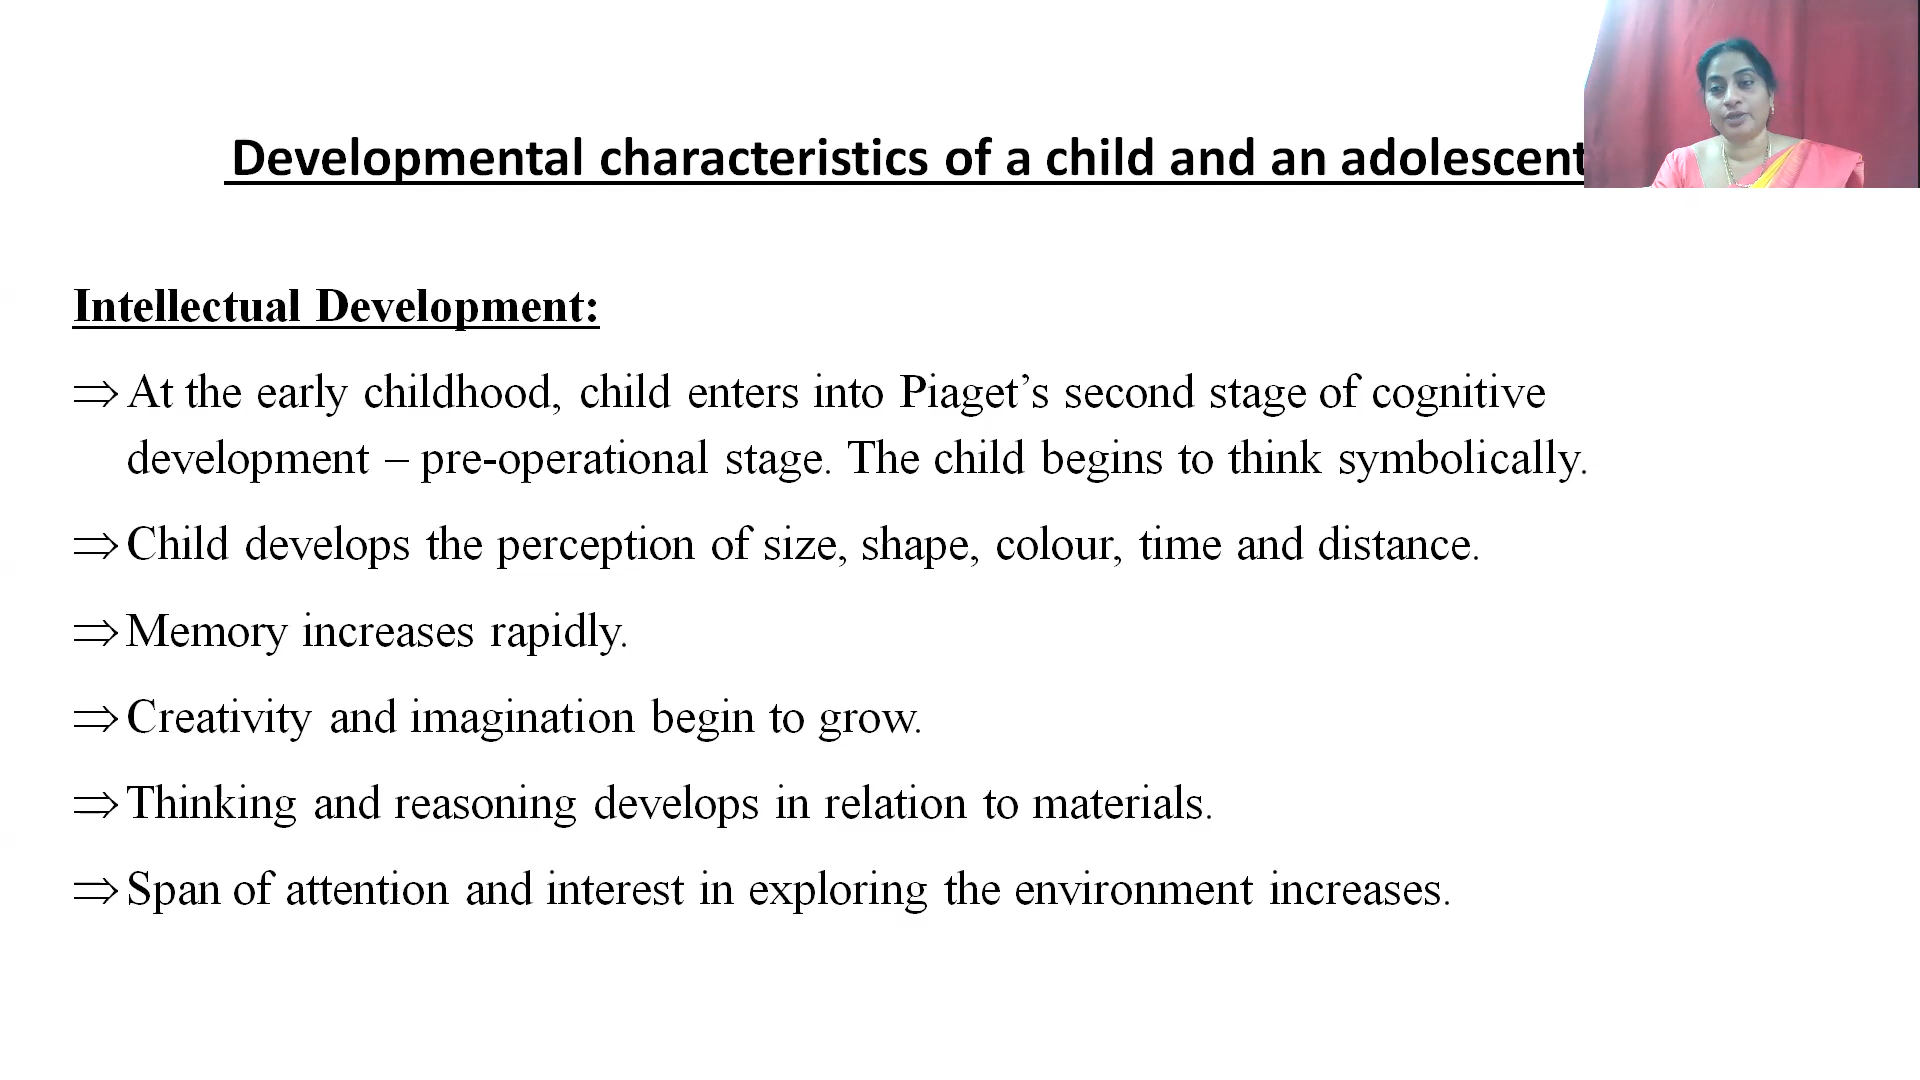 Developmental characteristics of a child and an adolescent
Intellectual Development:
⇒ At the early childhood, child enters into Piaget’s second stage of cognitive
development – pre-operational stage. The child begins to think symbolically.
⇒ Child develops the perception of size, shape, colour, time and distance.
⇒ Memory increases rapidly.
⇒ Creativity and imagination begin to grow.
⇒ Thinking and reasoning develops in relation to materials.
⇒ Span of attention and interest in exploring the environment increases.